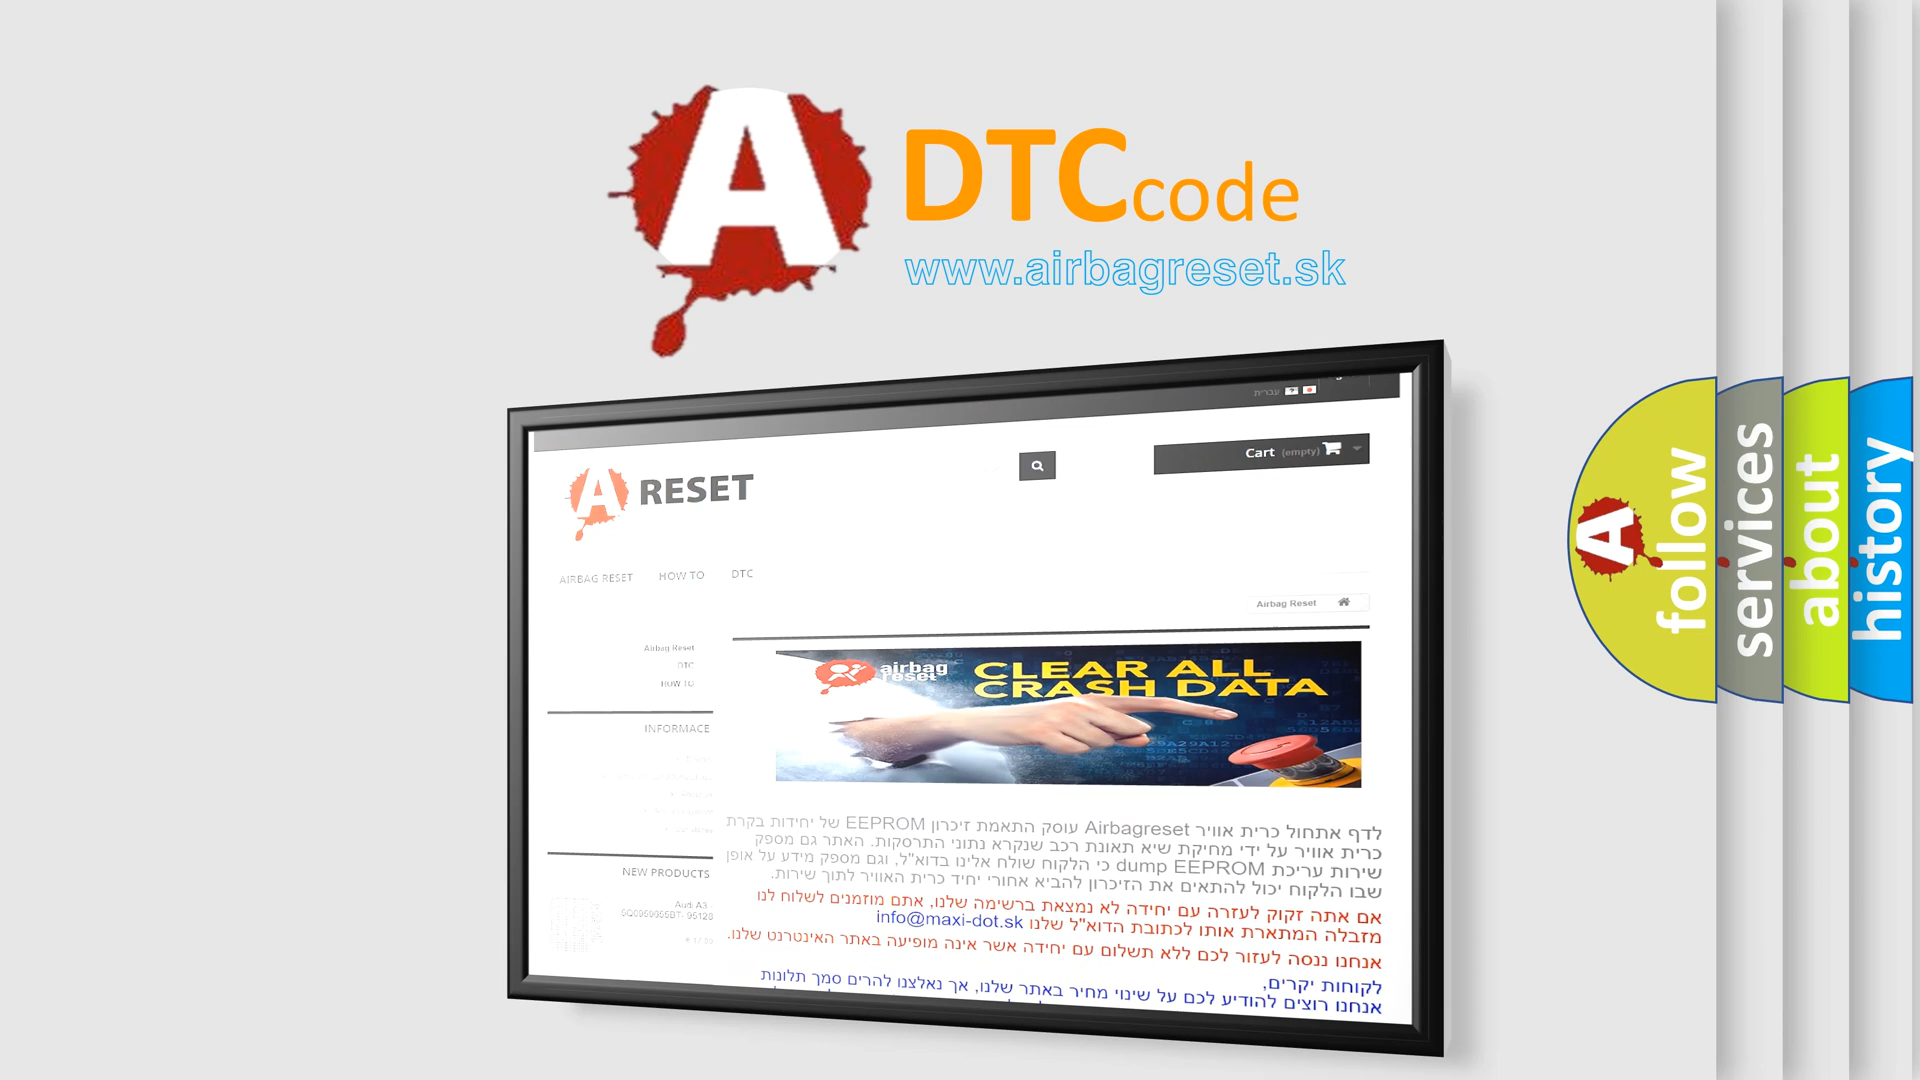 A
DTC code
www.airbagreset.sk
עברית
Cart (empty)
A RESET
AIRBAG RESET HOW TO DTC
Airbag Reset
Airbag Reset
DTC
HOW TO
airbag
reset
CLEAR ALL
CRASH DATA
INFORMACE
NEW PRODUCTS
Audi A3 -
לדף אתחול כרית אוויר Airbagreset עוסק התאמת זיכרון EEPROM של יחידות בקרת
כרית אוויר על ידי מחיקת שיא תאונת רכב שנקרא נתוני התרסקות. האתר גם מספק
שירות עריכת dump EEPROM כי הלקוח שולח אלינו בדוא"ל, וגם מספק מידע על אופן
שבו הלקוח יכול להתאים את הזיכרון להביא אחורי יחיד כרית האוויר לתוך שירות.
אם אתה זקוק לעזרה עם יחידה לא נמצאת ברשימה שלנו, אתם מוזמנים לשלוח לנו
מזבלה המתארת אותו לכתובת הדוא"ל שלנו info@maxi-dot.sk
אנחנו ננסה לעזור לכם ללא תשלום עם יחידה אשר אינה מופיעה באתר האינטרנט שלנו.
לקוחות יקרים,
אנחנו רוצים להודיע לכם על שינוי מחיר באתר שלנו, אך נאלצנו להרים סמך תלונות
A
follow
services
about
history